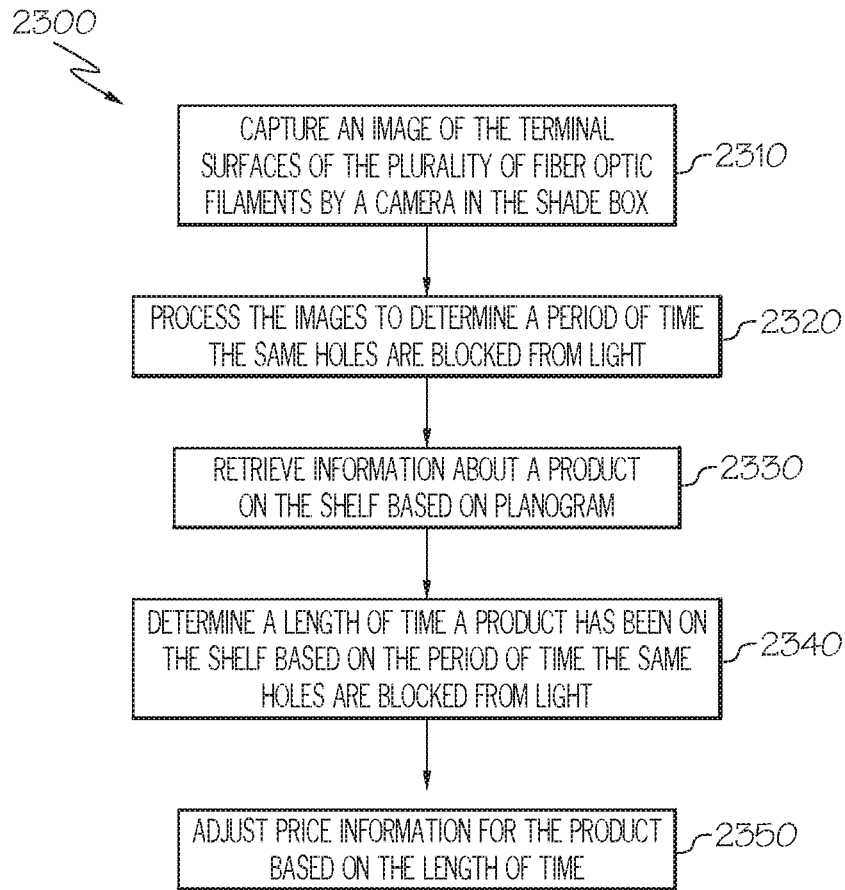 2300
CAPTURE AN IMAGE OF THE TERMINAL
SURFACES OF THE PLURALITY OF FIBER OPTIC
FILAMENTS BY A CAMERA IN THE SHADE BOX
2310
PROCESS THE IMAGES TO DETERMINE A PERIOD OF TIME
THE SAME HOLES ARE BLOCKED FROM LIGHT
2320
RETRIEVE INFORMATION ABOUT A PRODUCT
ON THE SHELF BASED ON PLANOGRAM
2330
DETERMINE A LENGTH OF TIME A PRODUCT HAS BEEN ON
THE SHELF BASED ON THE PERIOD OF TIME THE SAME
HOLES ARE BLOCKED FROM LIGHT
2340
ADJUST PRICE INFORMATION FOR THE PRODUCT
BASED ON THE LENGTH OF TIME
2350